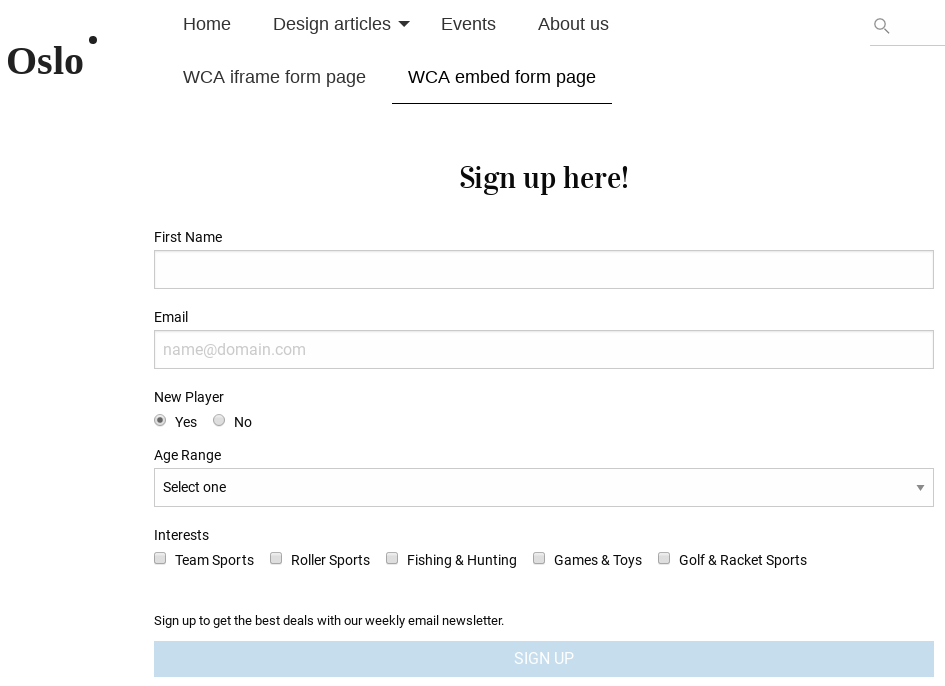 Oslo
Home Design articles Events About us
WCA iframe form page WCA embed form page
Sign up here!
First Name
Email
name@domain.com
New Player
Yes No
Age Range
Select one
Interests
Team Sports Roller Sports Fishing & Hunting Games & Toys Golf & Racket Sports
Sign up to get the best deals with our weekly email newsletter.
SIGN UP